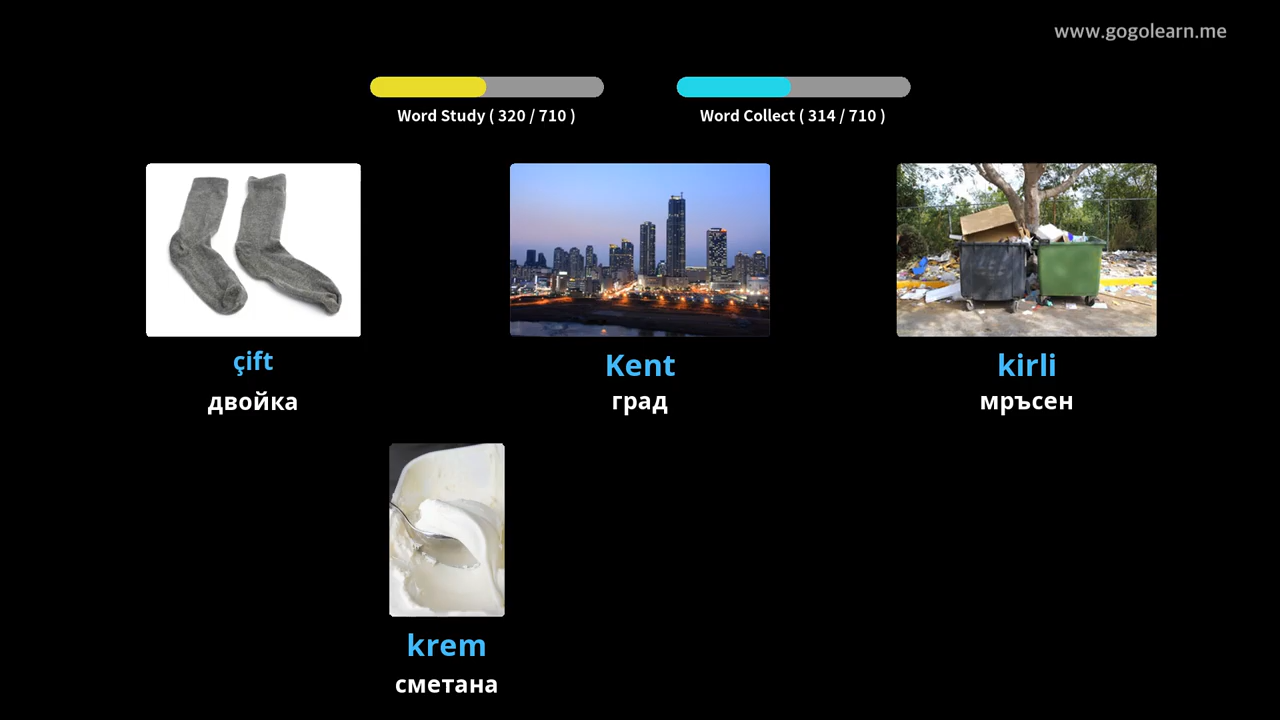 www.gogolearn.me
Word Study ( 320 / 710 )
Word Collect ( 314 / 710 )
çift
двойка
Kent
град
kirli
мръсен
krem
сметана